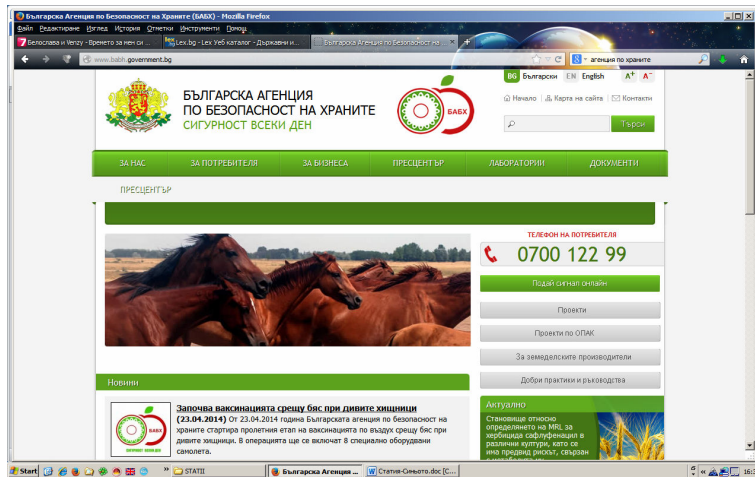 Българска Агенция по Безопасност на Храните (БАБХ) - Mozilla Firefox
Файл Редактиране Изглед История Отметки Инструменти Помощ
Белослава и Venzy - Времето за нен си ...
Lex.bg - Lex Уеб каталог - Държавни и...
Българска Агенция по Безопасност на ...
www.babh.government.bg
агенция по храните
BG Български EN English A+ A-
Начало | Карта на сайта | Контакти
БЪЛГАРСКА АГЕНЦИЯ
ПО БЕЗОПАСНОСТ НА ХРАНИТЕ
СИГУРНОСТ ВСЕКИ ДЕН
БАБХ
Търси
ЗА НАС ЗА ПОТРЕБИТЕЛЯ ЗА БИЗНЕСА ПРЕСЦЕНТЪР ЛАБОРАТОРИИ ДОКУМЕНТИ
ПРЕСЦЕНТЪР
ТЕЛЕФОН НА ПОТРЕБИТЕЛЯ
0700 122 99
Подай сигнал онлайн
Проекти
Проекти по ОПАК
За земеделските производители
Добри практики и ръководства
Новини
Започва ваксинацията срещу бяс при дивите хищници
(23.04.2014) От 23.04.2014 година Българската агенция по безопасност на
храните стартира пролетния етап на ваксинацията по въздух срещу бяс при
дивите хищници. В операцията ще се включат 8 специално оборудвани
самолета.
БАБХ
СИГУРНОСТ ВСЕКИ ДЕН
Актуално
Становище относно
определянето на MRL за
хербицида сафлуфенацил в
различни култури, като се
има предвид рискът, свързан
Start
STATII
Българска Агенция ...
Статия-Синьото.doc [C...